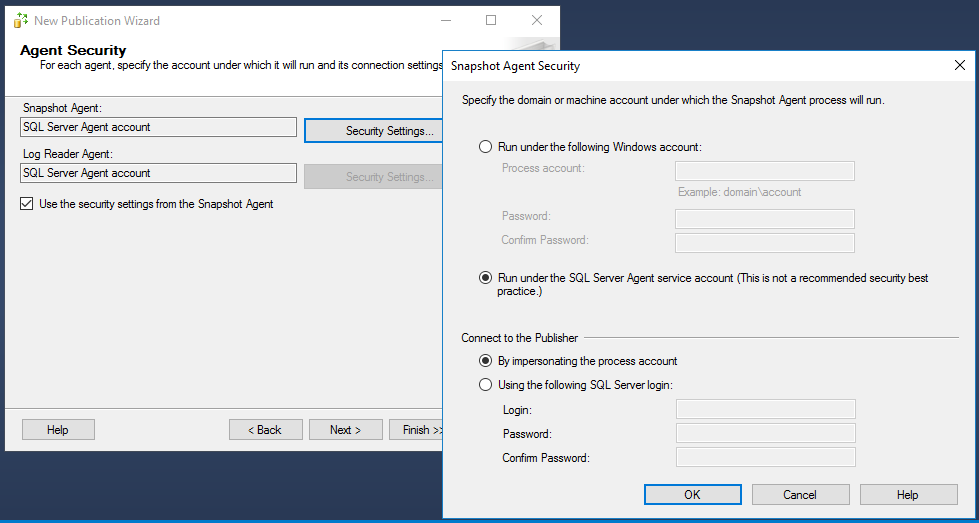 New Publication Wizard
Agent Security
For each agent, specify the account under which it will run and its connection settings
Snapshot Agent:
SQL Server Agent account
Security Settings...
Log Reader Agent:
SQL Server Agent account
Security Settings...
Use the security settings from the Snapshot Agent
Help
< Back
Next >
Finish >>
Snapshot Agent Security
Specify the domain or machine account under which the Snapshot Agent process will run.
Run under the following Windows account:
Process account:
Example: domain\account
Password:
Confirm Password:
Run under the SQL Server Agent service account (This is not a recommended security best
practice.)
Connect to the Publisher
By impersonating the process account
Using the following SQL Server login:
Login:
Password:
Confirm Password:
OK
Cancel
Help